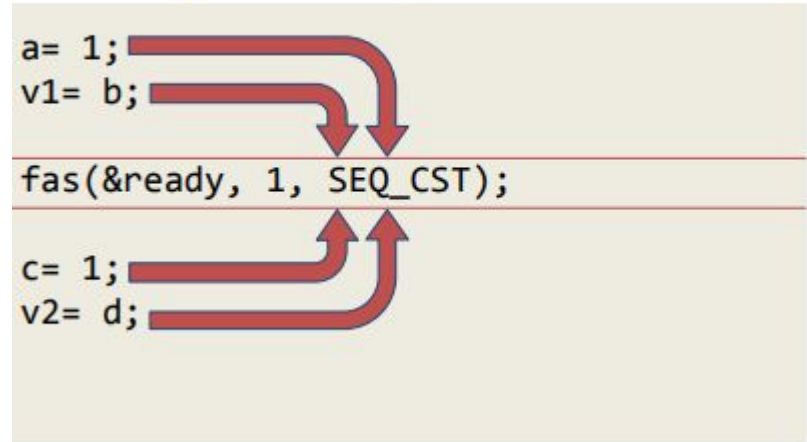 a= 1;
v1= b;
fas(&ready, 1, SEQ_CST);
c= 1;
v2= d;